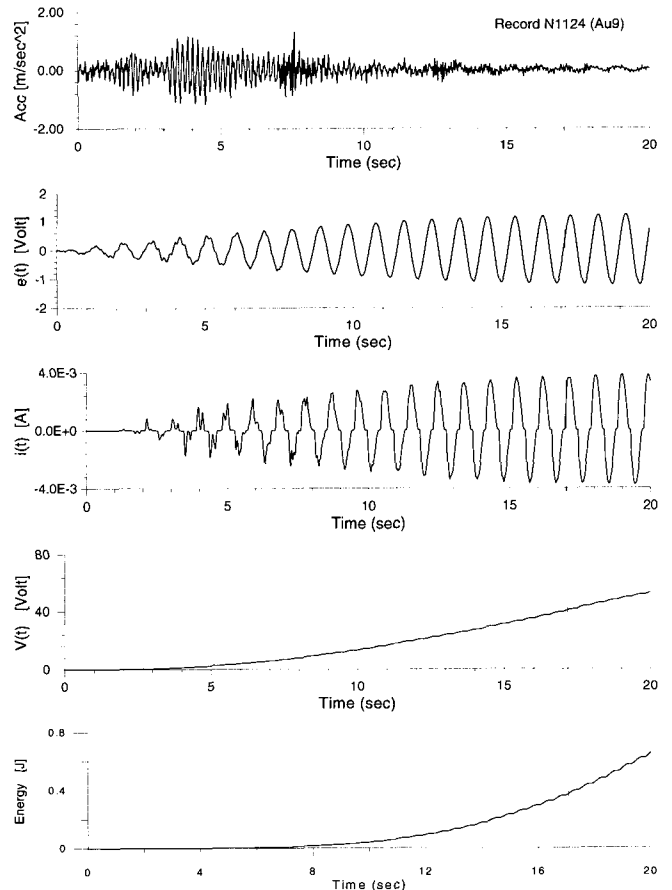 Record N1124 (Au9)
Acc [m/sec^2]
2.00
0.00
-2.00
0 5 10 15 20
Time (sec)
e(t) [Volt]
2
1
0
-1
-2
0 5 10 15 20
Time (sec)
i(t) [A]
4.0E-3
0.0E+0
-4.0E-3
0 5 10 15 20
Time (sec)
V(t) [Volt]
80
40
0
0 5 10 15 20
Time (sec)
Energy [J]
0.8
0.4
0
0 4 8 12 16 20
Time (sec)